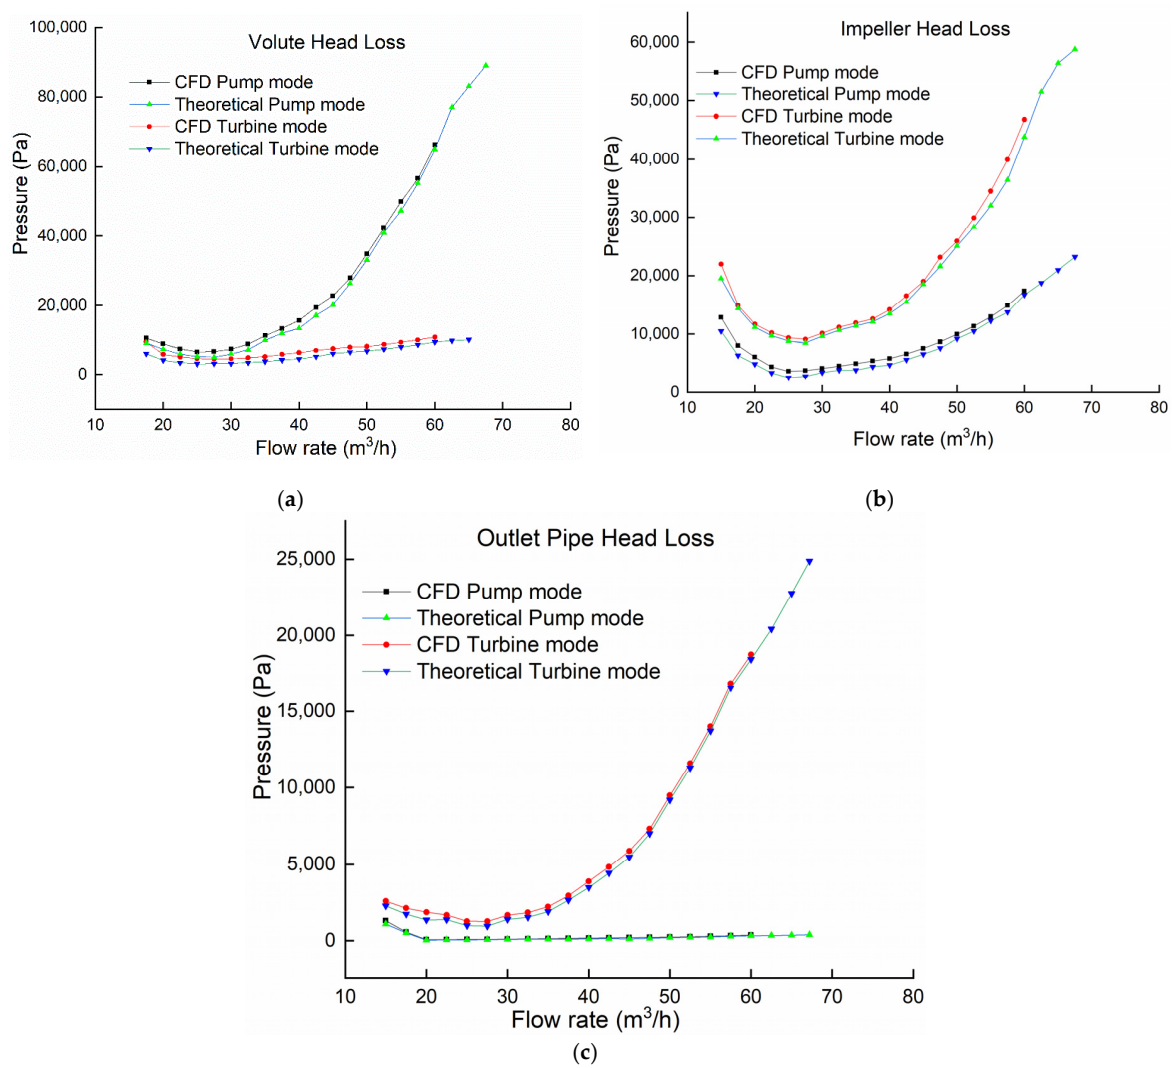 Volute Head Loss
CFD Pump mode
Theoretical Pump mode
CFD Turbine mode
Theoretical Turbine mode
Pressure (Pa)
100,000
80,000
60,000
40,000
20,000
0
10 20 30 40 50 60 70 80
Flow rate (m³/h)
(a)
Impeller Head Loss
CFD Pump mode
Theoretical Pump mode
CFD Turbine mode
Theoretical Turbine mode
Pressure (Pa)
60,000
50,000
40,000
30,000
20,000
10,000
0
10 20 30 40 50 60 70 80
Flow rate (m³/h)
(b)
Outlet Pipe Head Loss
CFD Pump mode
Theoretical Pump mode
CFD Turbine mode
Theoretical Turbine mode
Pressure (Pa)
25,000
20,000
15,000
10,000
5,000
0
10 20 30 40 50 60 70 80
Flow rate (m³/h)
(c)